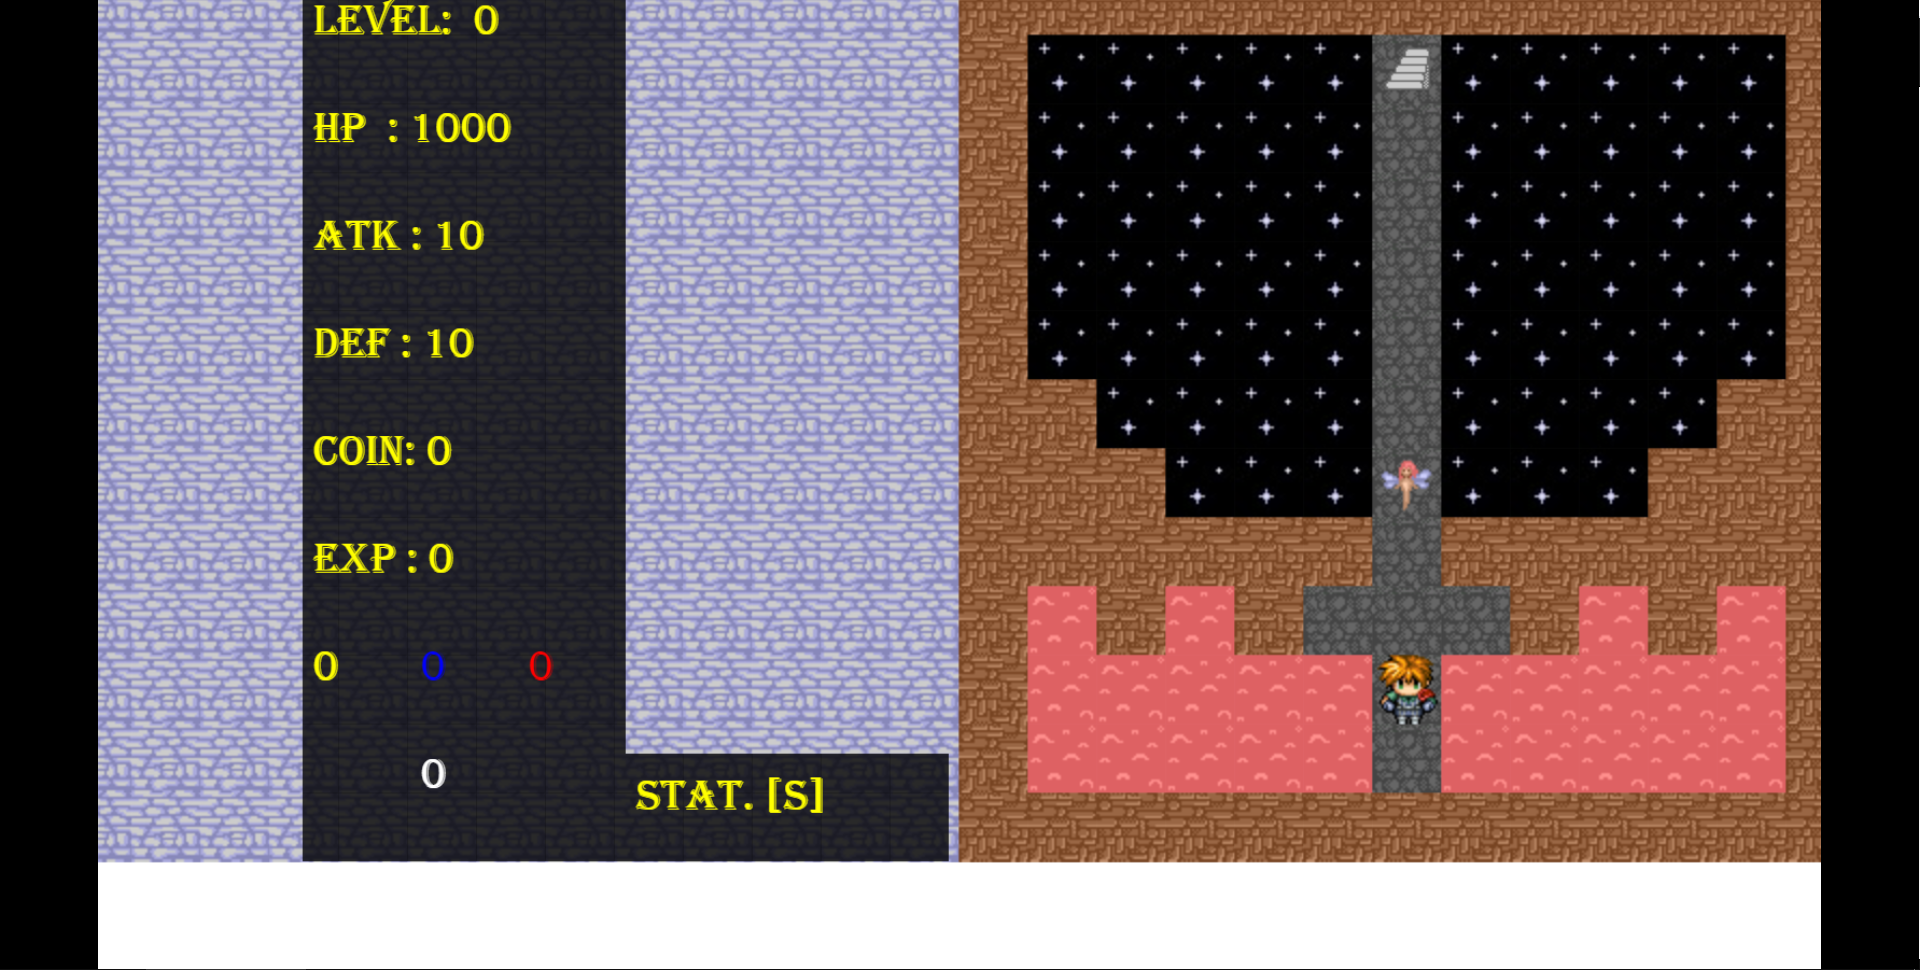 LEVEL: 0
HP : 1000
ATK : 10
DEF : 10
COIN: 0
EXP : 0
0 0 0
0
STAT. [S]